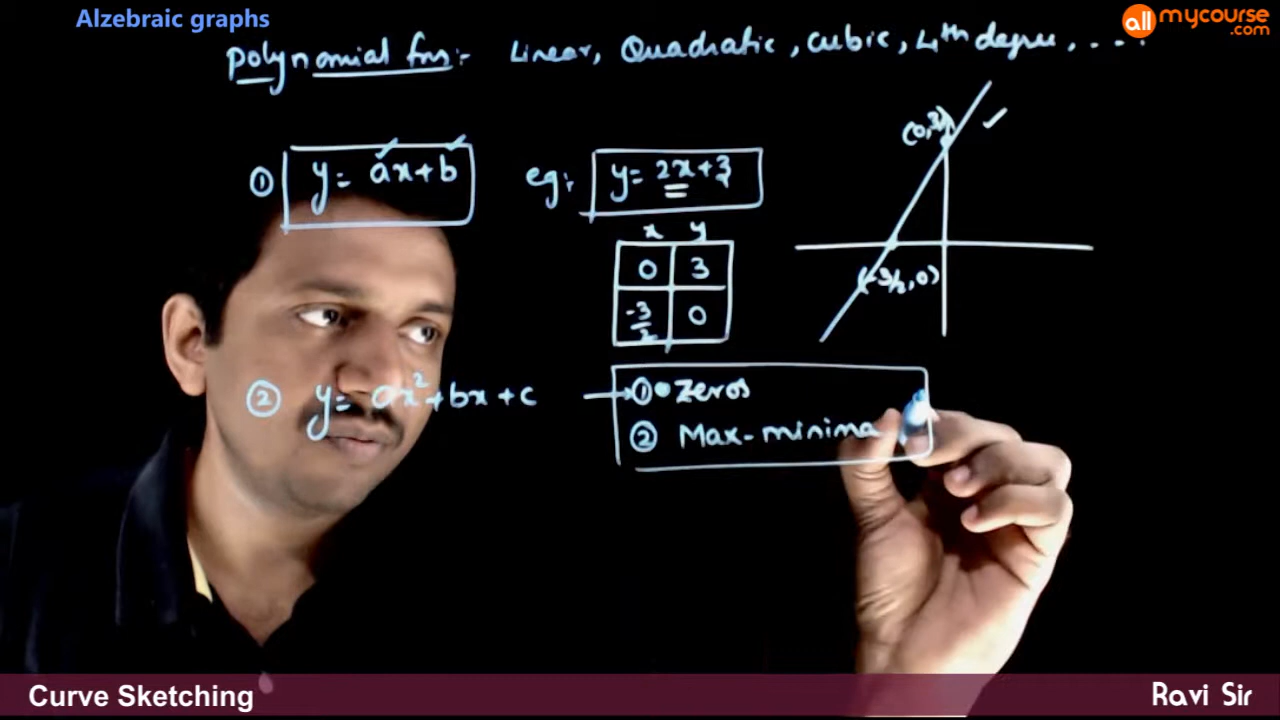 Alzebraic graphs
allmycourse.com
Polynomial fns:- Linear, Quadratic, Cubic, 4th degree, ....
① y = ax+b eg:- y = 2x+3
(0,3)
x y
0 3
-3/2 0
(-3/2, 0)
② y = ax²+bx+c → ① Zeros
② Max-minima
Curve Sketching
Ravi Sir